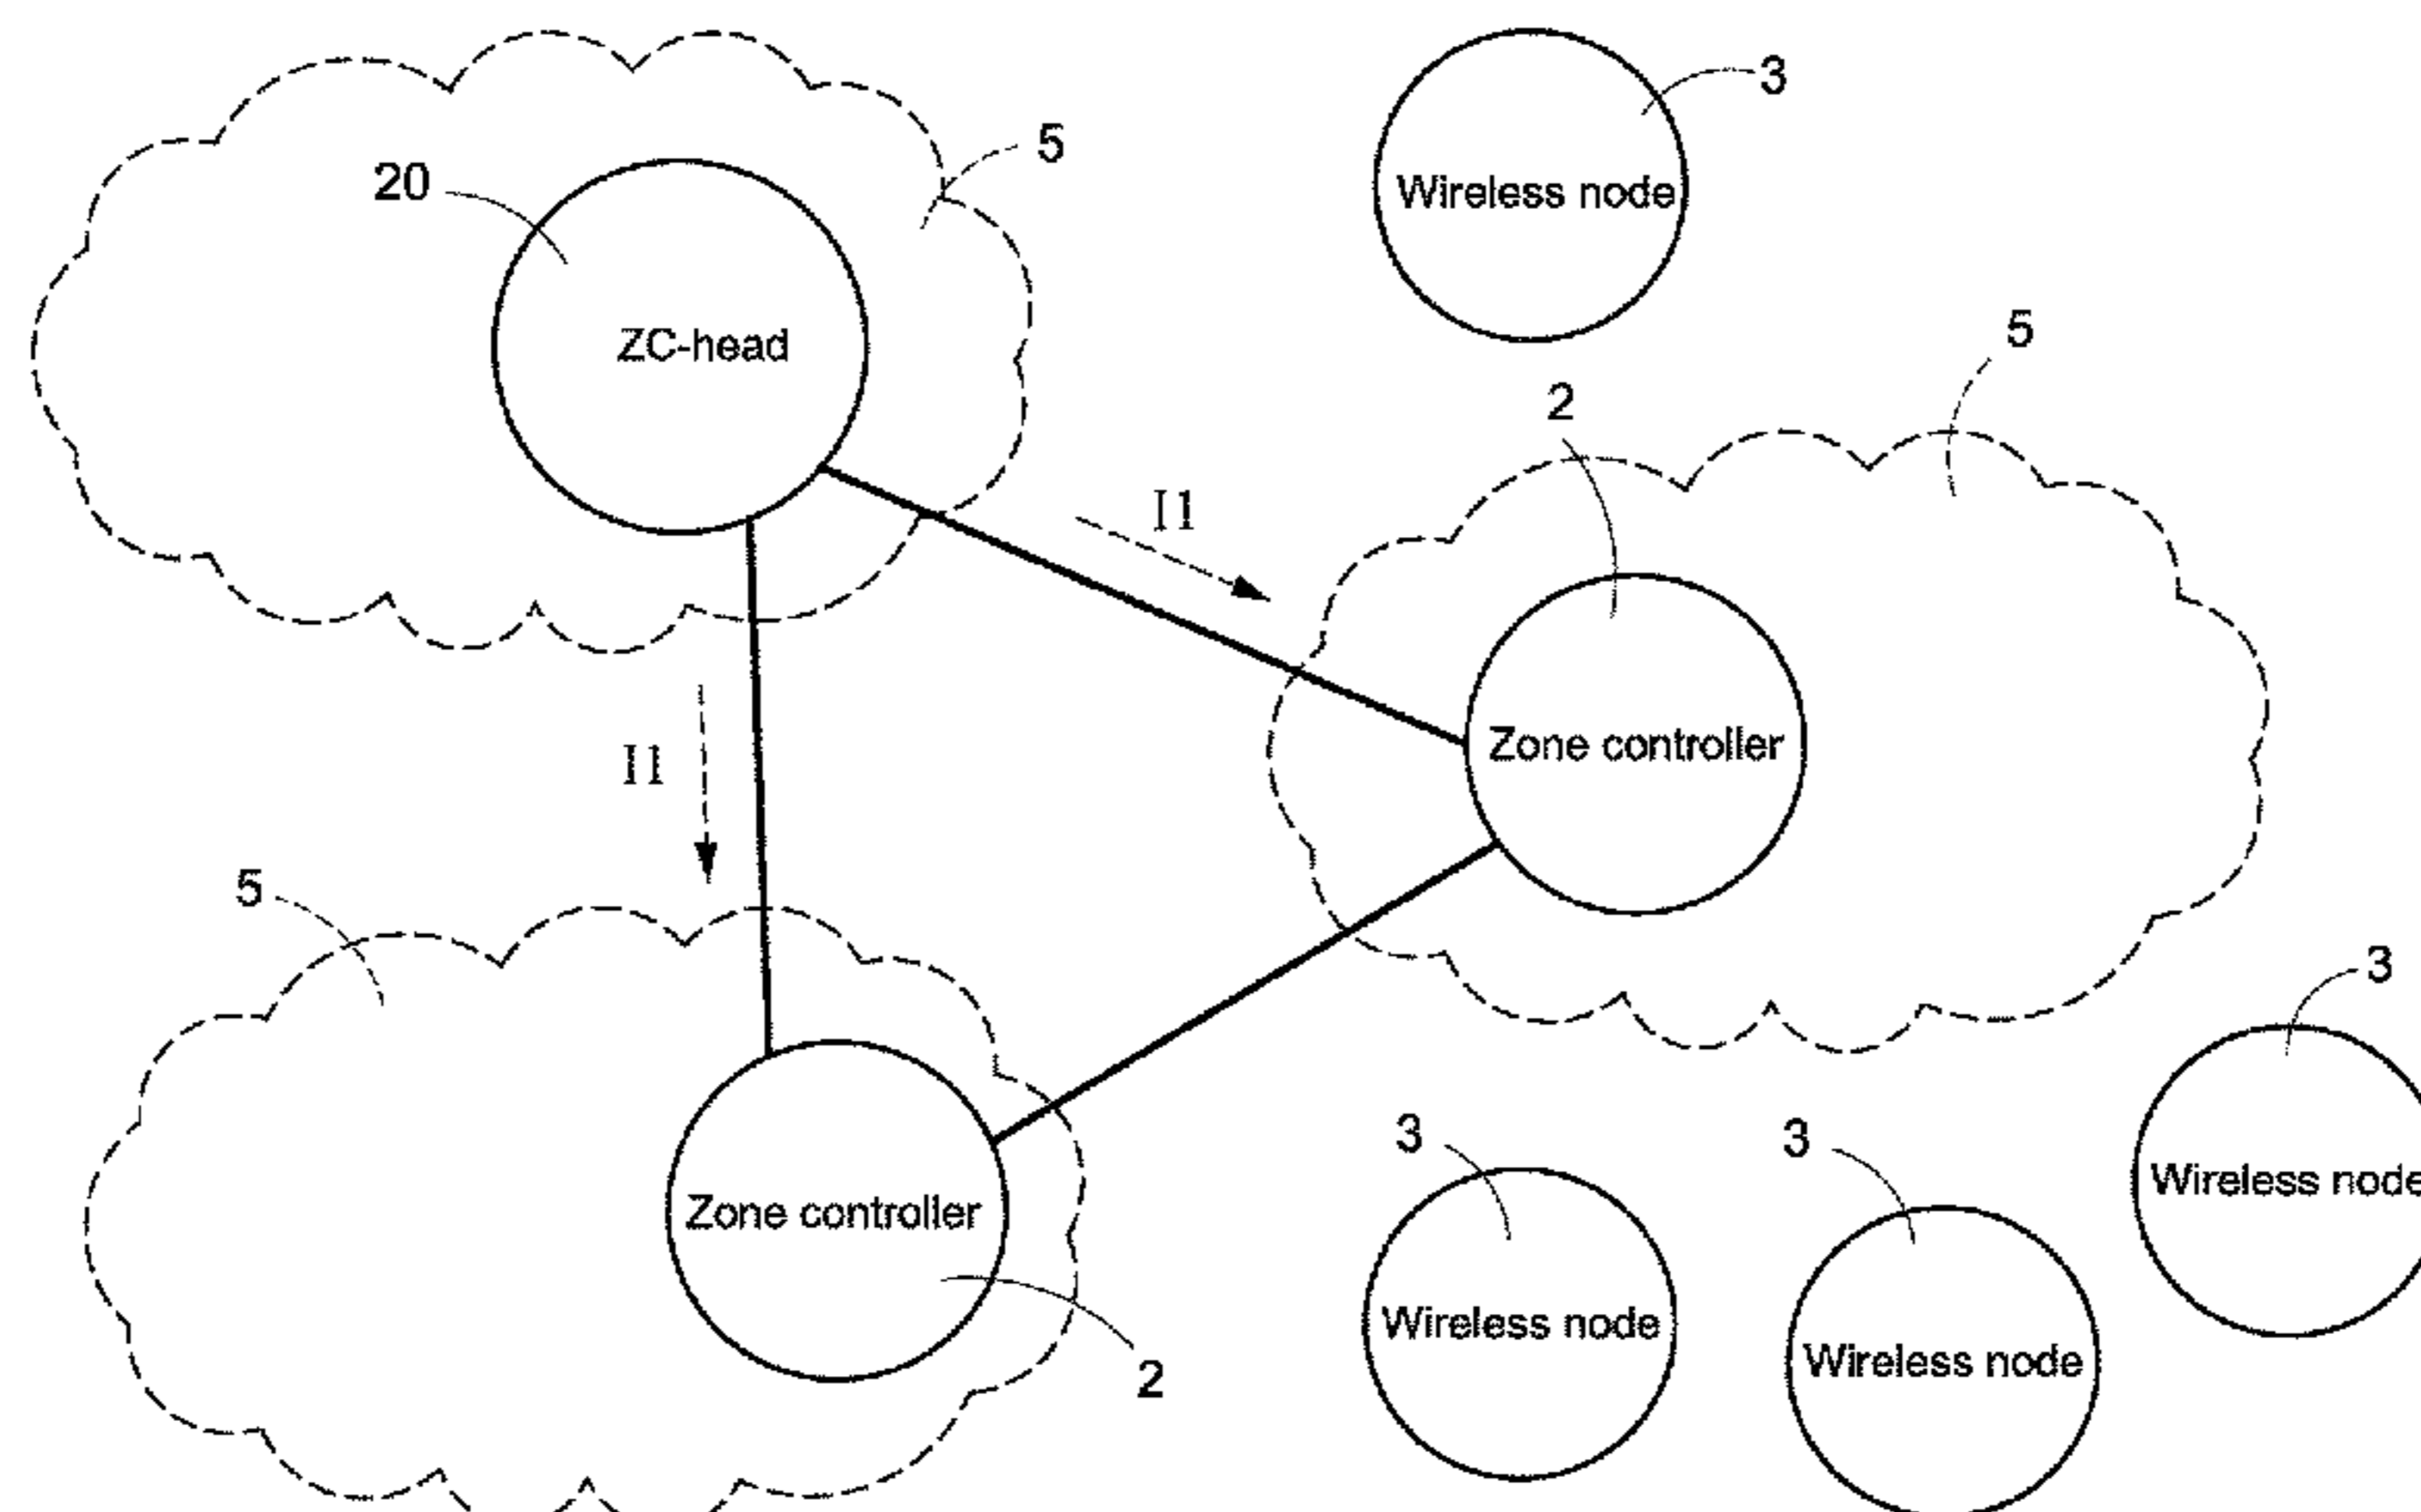 3
5
20
Wireless node
ZC-head
5
2
I1
Zone controller
I1
5
3
3
3
Wireless node
Zone controller
Wireless node
Wireless node
2